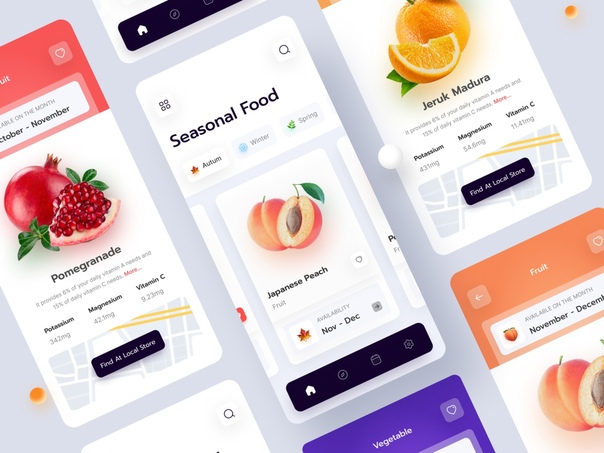 ruit
AILABLE ON THE MONTH
ctober - November
Pomegranade
It provides 6% of your daily vitamin A needs and
15% of daily vitamin C needs. More...
Potassium Magnesium Vitamin C
342mg 42.1mg 9.23mg
Find At Local Store
Seasonal Food
Autum Winter Spring
Japanese Peach
Fruit
AVAILABILITY
Nov - Dec
Jeruk Madura
It provides 6% of your daily vitamin A needs and
15% of daily vitamin C needs. More...
Potassium Magnesium Vitamin C
431mg 54.6mg 11.41mg
Find At Local Store
Fruit
AVAILABLE ON THE MONTH
November - Decemb
Vegetable